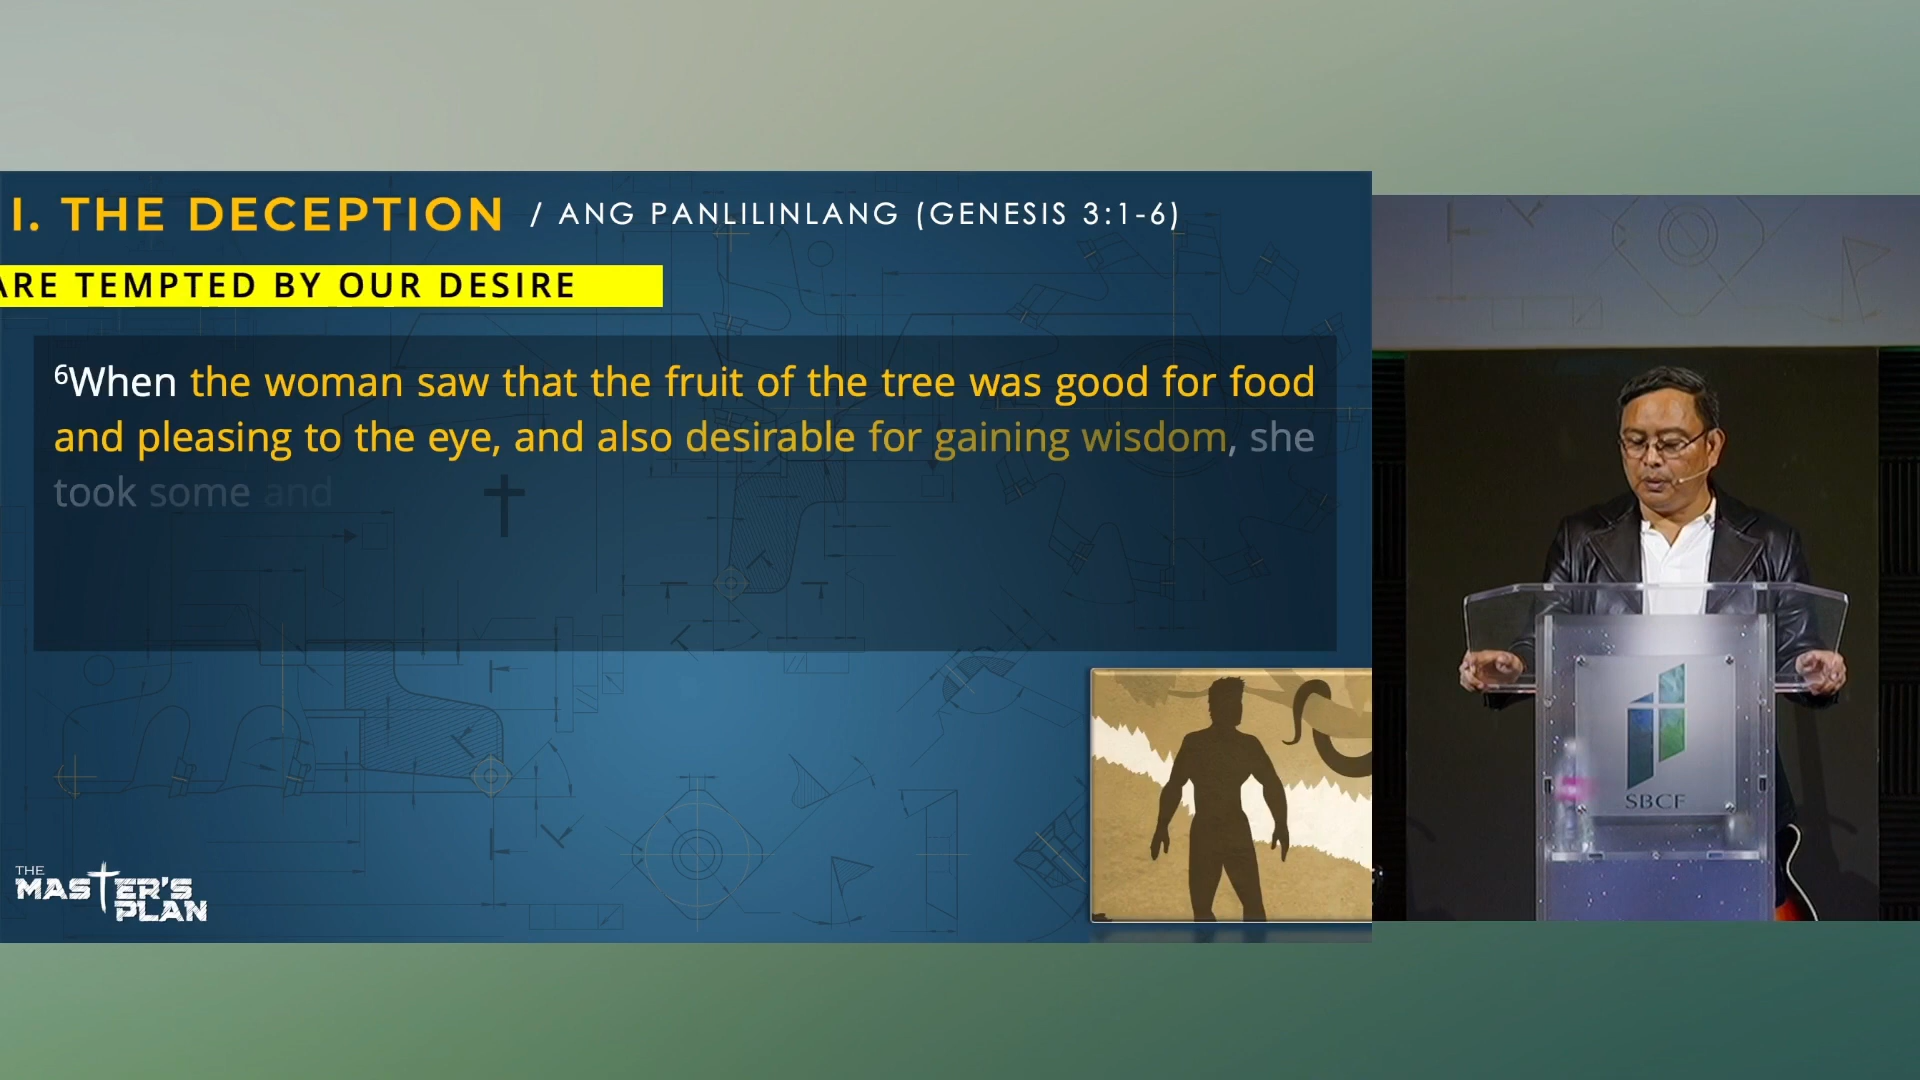 I. THE DECEPTION / ANG PANLILINLANG (GENESIS 3:1-6)
ARE TEMPTED BY OUR DESIRE
6When the woman saw that the fruit of the tree was good for food
and pleasing to the eye, and also desirable for gaining wisdom, she
took some and
THE
MASTER'S
PLAN
SBCF